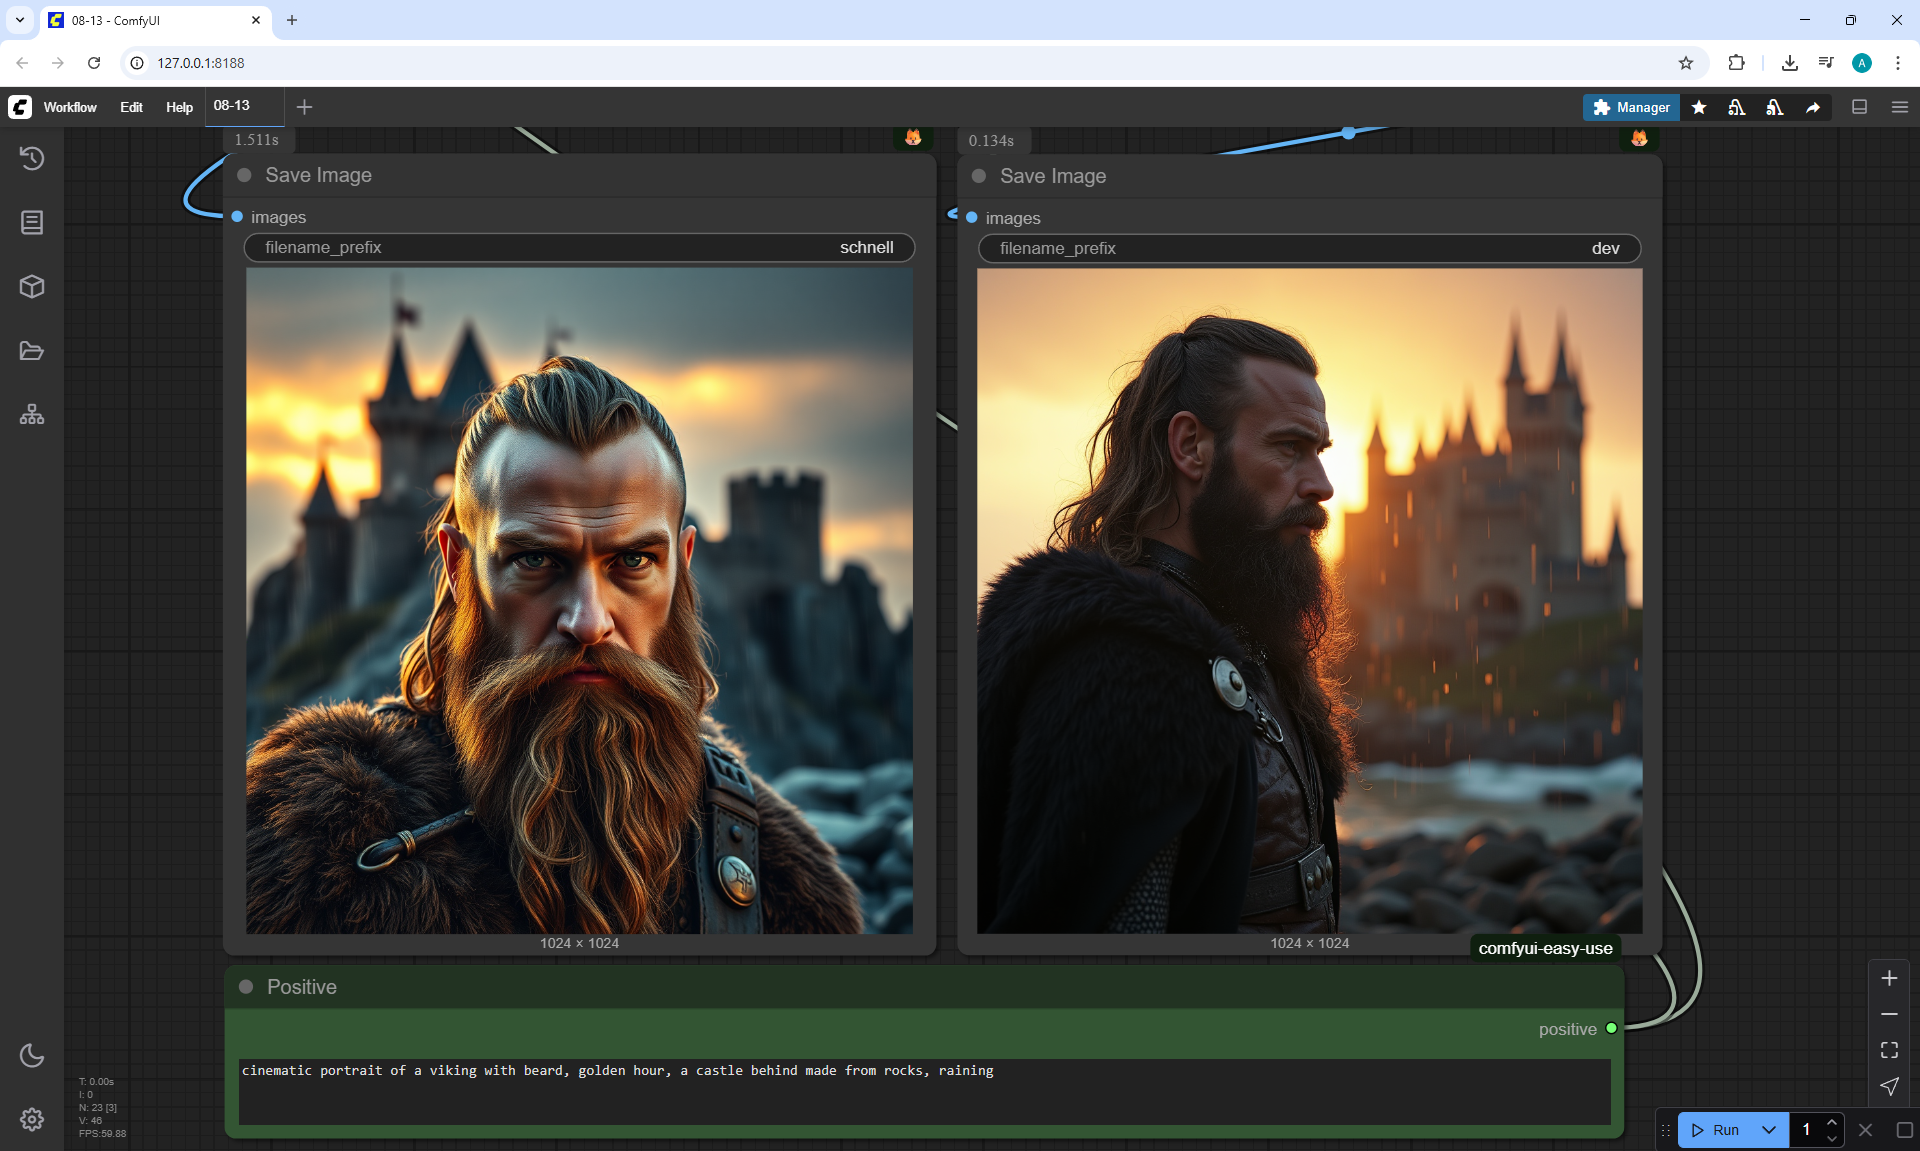 08-13 - ComfyUI
127.0.0.1:8188
A
Workflow Edit Help 08-13
Manager
1.511s
0.134s
Save Image
Save Image
images
images
filename_prefix schnell
filename_prefix dev
1024 × 1024
1024 × 1024
comfyui-easy-use
Positive
positive
cinematic portrait of a viking with beard, golden hour, a castle behind made from rocks, raining
T: 0.00s
I: 0
N: 23 [3]
V: 46
FPS:59.88
Run 1